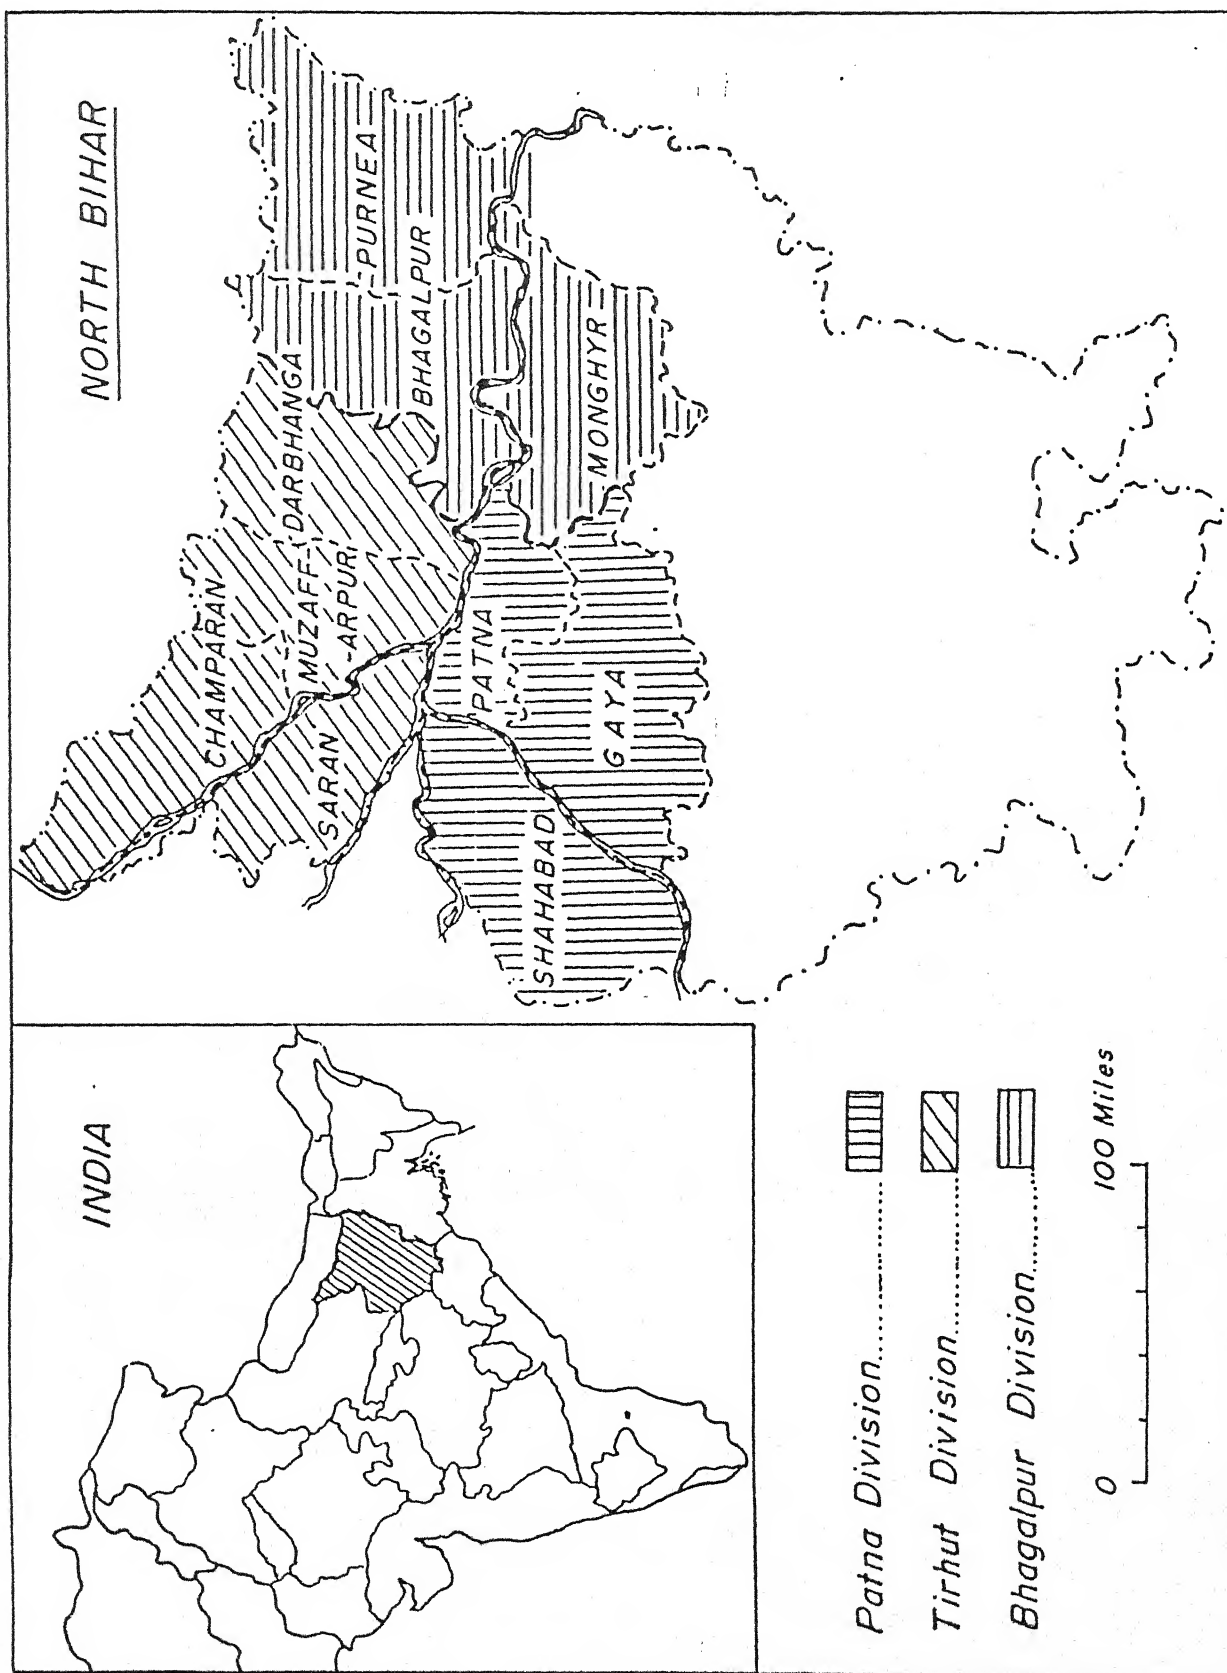 NORTH BIHAR
CHAMPARAN
MUZAFF-
ARPUR
DARBHANGA
SARAN
PURNEA
BHAGALPUR
MONGHYR
PATNA
GAYA
SHAHABAD
INDIA
Patna Division
Tirhut Division
Bhagalpur Division
0 100 Miles